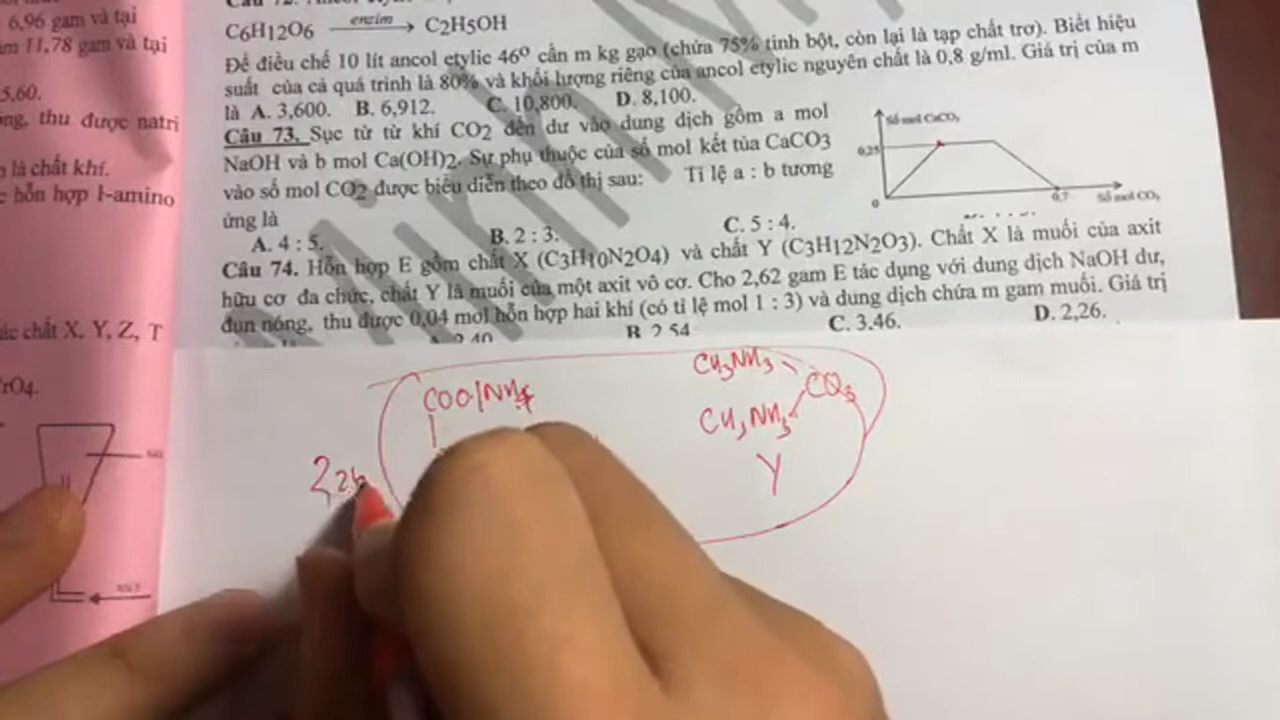 6,96 gam và tại
m 11,78 gam và tại
5,60.
ng, thu được natri
là chất khí.
hỗn hợp 1-amino
ác chất X, Y, Z, T
rO4.
C6H12O6 enzim C2H5OH
Để điều chế 10 lít ancol etylic 46º cần m kg gạo (chứa 75% tinh bột, còn lại là tạp chất trơ). Biết hiệu
suất của cả quá trình là 80% và khối lượng riêng của ancol etylic nguyên chất là 0,8 g/ml. Giá trị của m
là A. 3,600. B. 6,912. C. 10,800. D. 8,100.
Câu 73. Sục từ từ khí CO2 đến dư vào dung dịch gồm a mol
NaOH và b mol Ca(OH)2. Sự phụ thuộc của số mol kết tủa CaCO3
vào số mol CO2 được biểu diễn theo đồ thị sau: Tỉ lệ a : b tương
ứng là
Số mol CaCO3
0,25
0
0,7
Số mol CO2
A. 4 : 5. B. 2 : 3. C. 5 : 4.
Câu 74. Hỗn hợp E gồm chất X (C3H10N2O4) và chất Y (C3H12N2O3). Chất X là muối của axit
hữu cơ đa chức, chất Y là muối của một axit vô cơ. Cho 2,62 gam E tác dụng với dung dịch NaOH dư,
đun nóng, thu được 0,04 mol hỗn hợp hai khí (có tỉ lệ mol 1 : 3) và dung dịch chứa m gam muối. Giá trị
A. 2,40 B. 2,54 C. 3,46. D. 2,26.
CH3NH3
CO3
COO|NH4
CH3NH3
Y